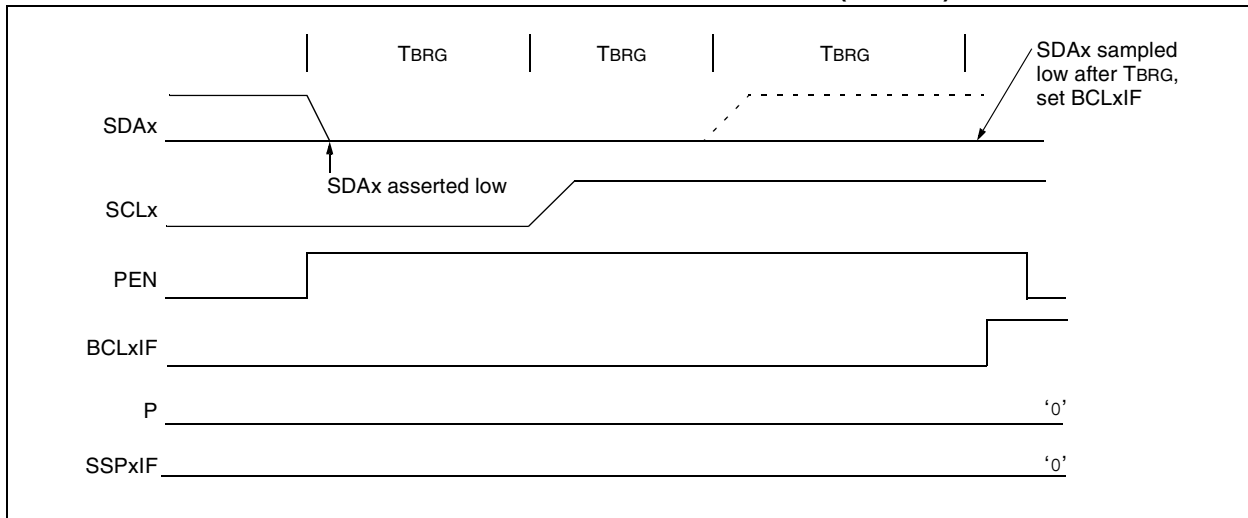 TBRG TBRG TBRG
SDAx sampled
low after TBRG,
set BCLxIF
SDAx
SDAx asserted low
SCLx
PEN
BCLxIF
P '0'
SSPxIF '0'